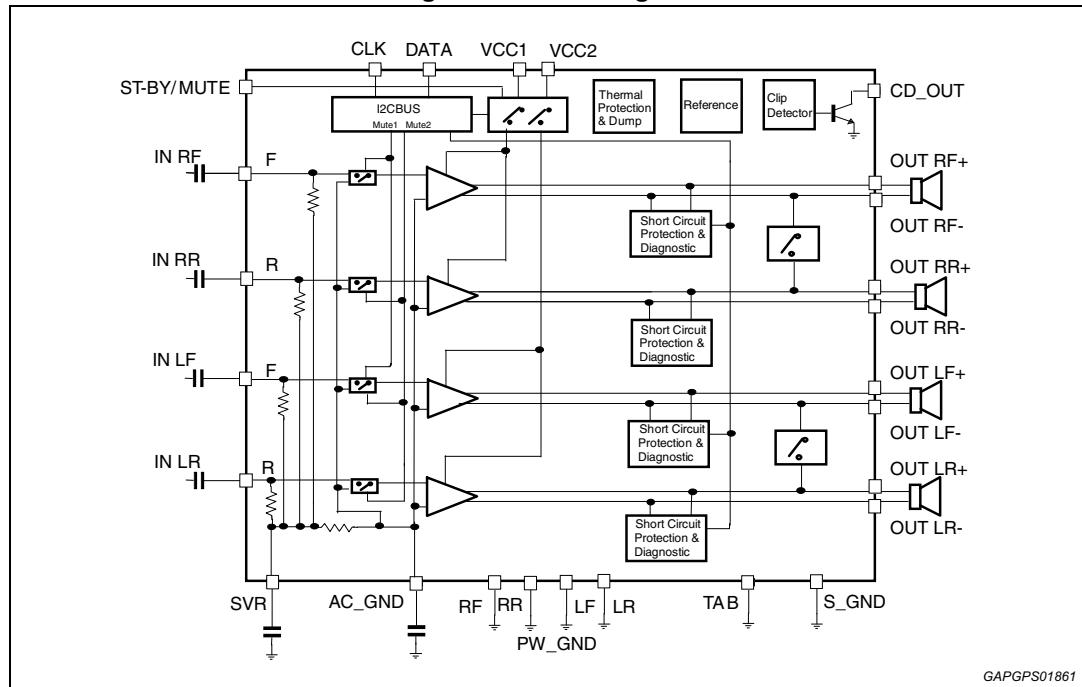 CLK DATA VCC1 VCC2
ST-BY/MUTE
I2CBUS
Mute1 Mute2
Thermal
Protection
& Dump
Reference
Clip
Detector
CD_OUT
IN RF
F
OUT RF+
Short Circuit
Protection &
Diagnostic
OUT RF-
IN RR
R
OUT RR+
Short Circuit
Protection &
Diagnostic
OUT RR-
IN LF
F
OUT LF+
Short Circuit
Protection &
Diagnostic
OUT LF-
IN LR
R
OUT LR+
Short Circuit
Protection &
Diagnostic
OUT LR-
SVR
AC_GND
RF RR LF LR
PW_GND
TAB
S_GND
GAPGPS01861